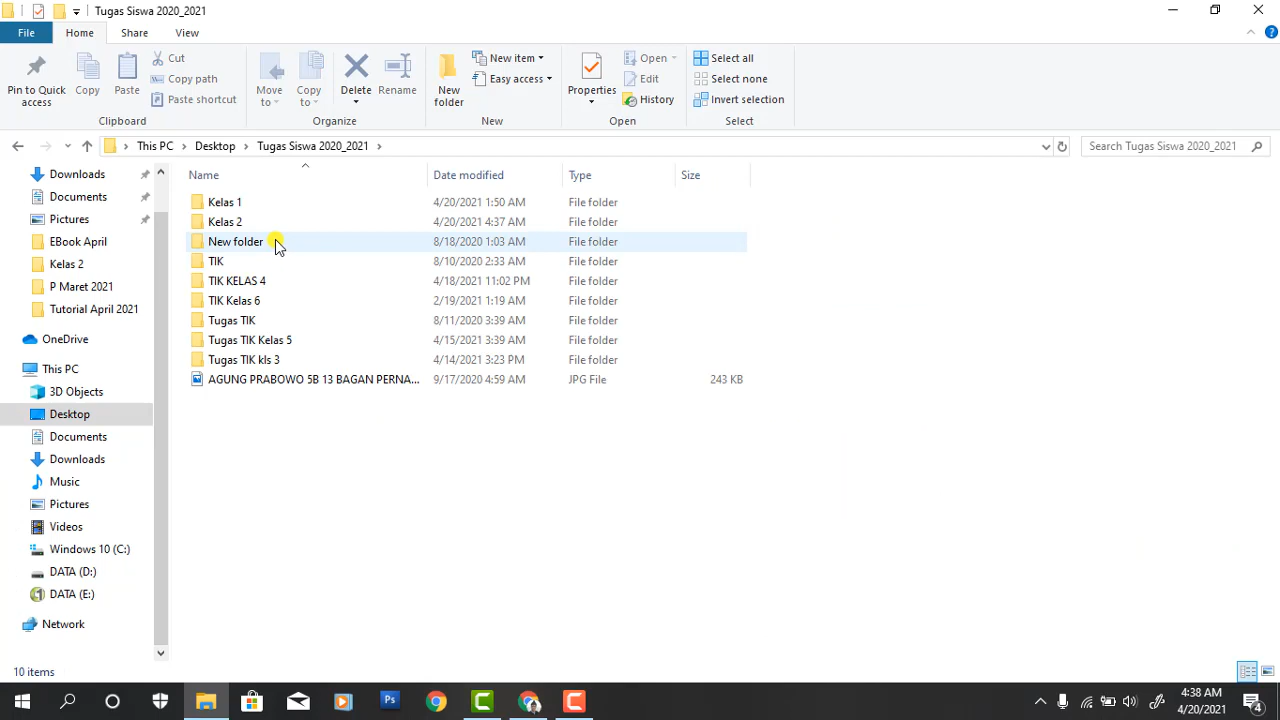 Tugas Siswa 2020_2021
File Home Share View
Pin to Quick access
Copy
Paste
Cut
Copy path
Paste shortcut
Move to
Copy to
Delete
Rename
New folder
New item
Easy access
Properties
Open
Edit
History
Select all
Select none
Invert selection
Clipboard Organize New Open Select
This PC Desktop Tugas Siswa 2020_2021
Search Tugas Siswa 2020_2021
Downloads
Documents
Pictures
EBook April
Kelas 2
P Maret 2021
Tutorial April 2021
OneDrive
This PC
3D Objects
Desktop
Documents
Downloads
Music
Pictures
Videos
Windows 10 (C:)
DATA (D:)
DATA (E:)
Network
Name Date modified Type Size
Kelas 1 4/20/2021 1:50 AM File folder
Kelas 2 4/20/2021 4:37 AM File folder
New folder 8/18/2020 1:03 AM File folder
TIK 8/10/2020 2:33 AM File folder
TIK KELAS 4 4/18/2021 11:02 PM File folder
TIK Kelas 6 2/19/2021 1:19 AM File folder
Tugas TIK 8/11/2020 3:39 AM File folder
Tugas TIK Kelas 5 4/15/2021 3:39 AM File folder
Tugas TIK kls 3 4/14/2021 3:23 PM File folder
AGUNG PRABOWO 5B 13 BAGAN PERNA... 9/17/2020 4:59 AM JPG File 243 KB
10 items
Ps
4:38 AM
4/20/2021
4